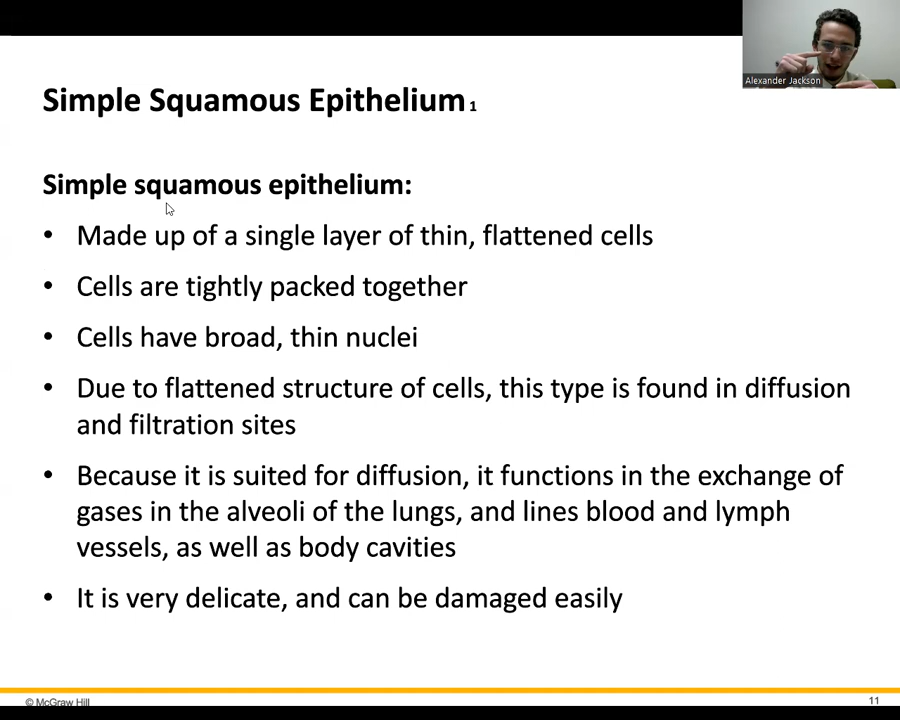 Alexander Jackson
Simple Squamous Epithelium 1
Simple squamous epithelium:
• Made up of a single layer of thin, flattened cells
• Cells are tightly packed together
• Cells have broad, thin nuclei
• Due to flattened structure of cells, this type is found in diffusion
and filtration sites
• Because it is suited for diffusion, it functions in the exchange of
gases in the alveoli of the lungs, and lines blood and lymph
vessels, as well as body cavities
• It is very delicate, and can be damaged easily
© McGraw Hill
11